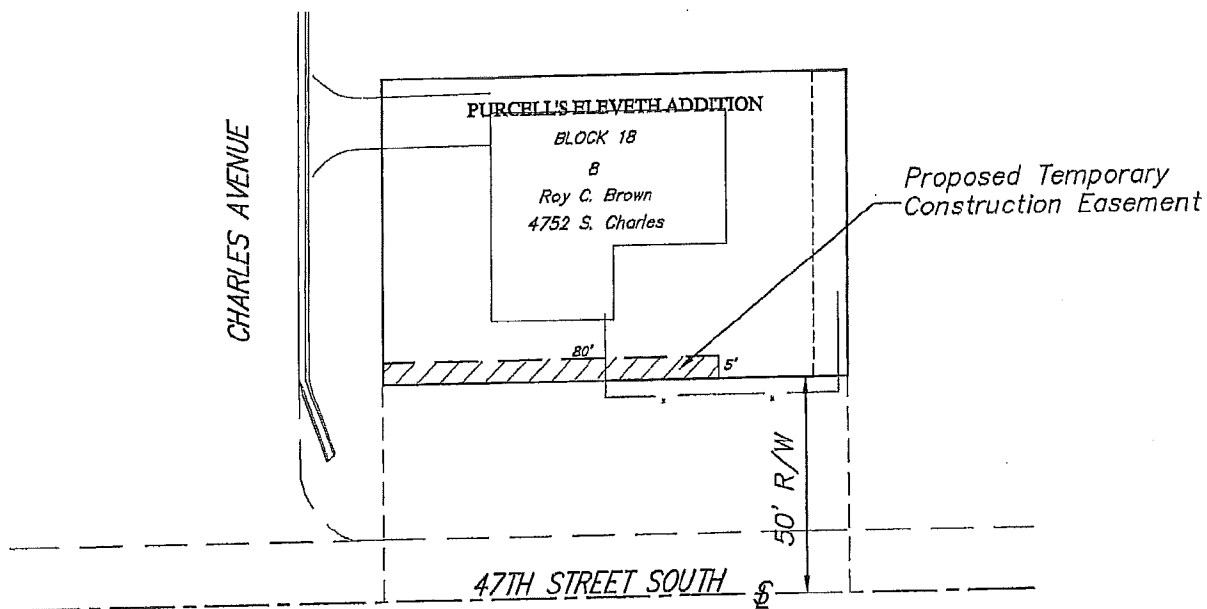 PURCELL'S ELEVETH ADDITION
BLOCK 18
B
Roy C. Brown
4752 S. Charles
Proposed Temporary
Construction Easement
CHARLES AVENUE
80'
5'
50' R/W
47TH STREET SOUTH